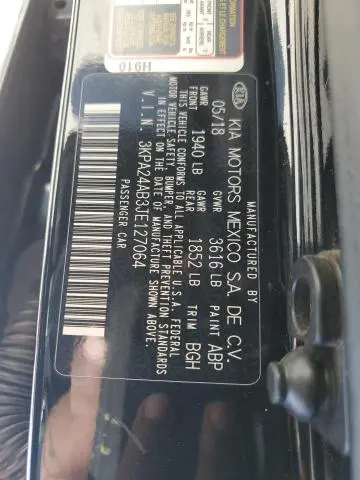 MANUFACTURED BY
KIA KIA MOTORS MEXICO S.A. DE C.V.
05/18 GVWR 3616 LB PAINT ABP
GAWR FRONT 1940 LB GAWR REAR 1852 LB TRIM BGH
THIS VEHICLE CONFORMS TO ALL APPLICABLE U.S.A. FEDERAL
MOTOR VEHICLE SAFETY, BUMPER, AND THEFT PREVENTION STANDARDS
IN EFFECT ON THE DATE OF MANUFACTURE SHOWN ABOVE.
V.I.N. 3KPA24AB3JE127064
PASSENGER CAR
H910